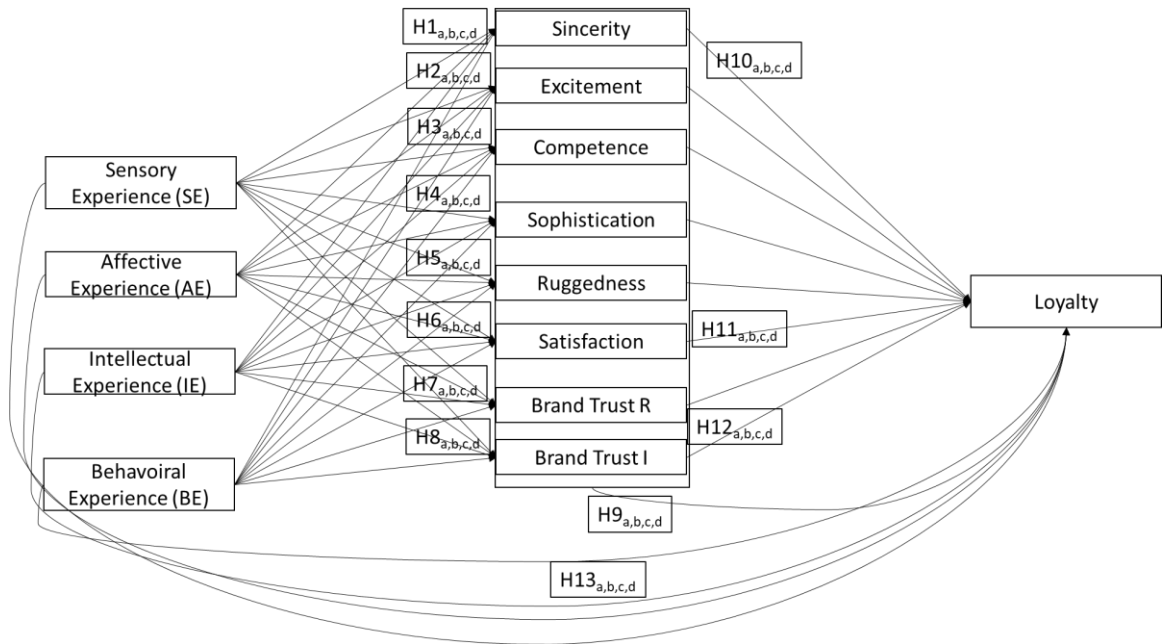 H1a,b,c,d
Sincerity
H10a,b,c,d
H2a,b,c,d
Excitement
H3a,b,c,d
Competence
Sensory
Experience (SE)
H4a,b,c,d
Sophistication
Affective
Experience (AE)
H5a,b,c,d
Ruggedness
Loyalty
H6a,b,c,d
Satisfaction
H11a,b,c,d
Intellectual
Experience (IE)
H7a,b,c,d
Brand Trust R
H12a,b,c,d
H8a,b,c,d
Brand Trust I
Behavoiral
Experience (BE)
H9a,b,c,d
H13a,b,c,d